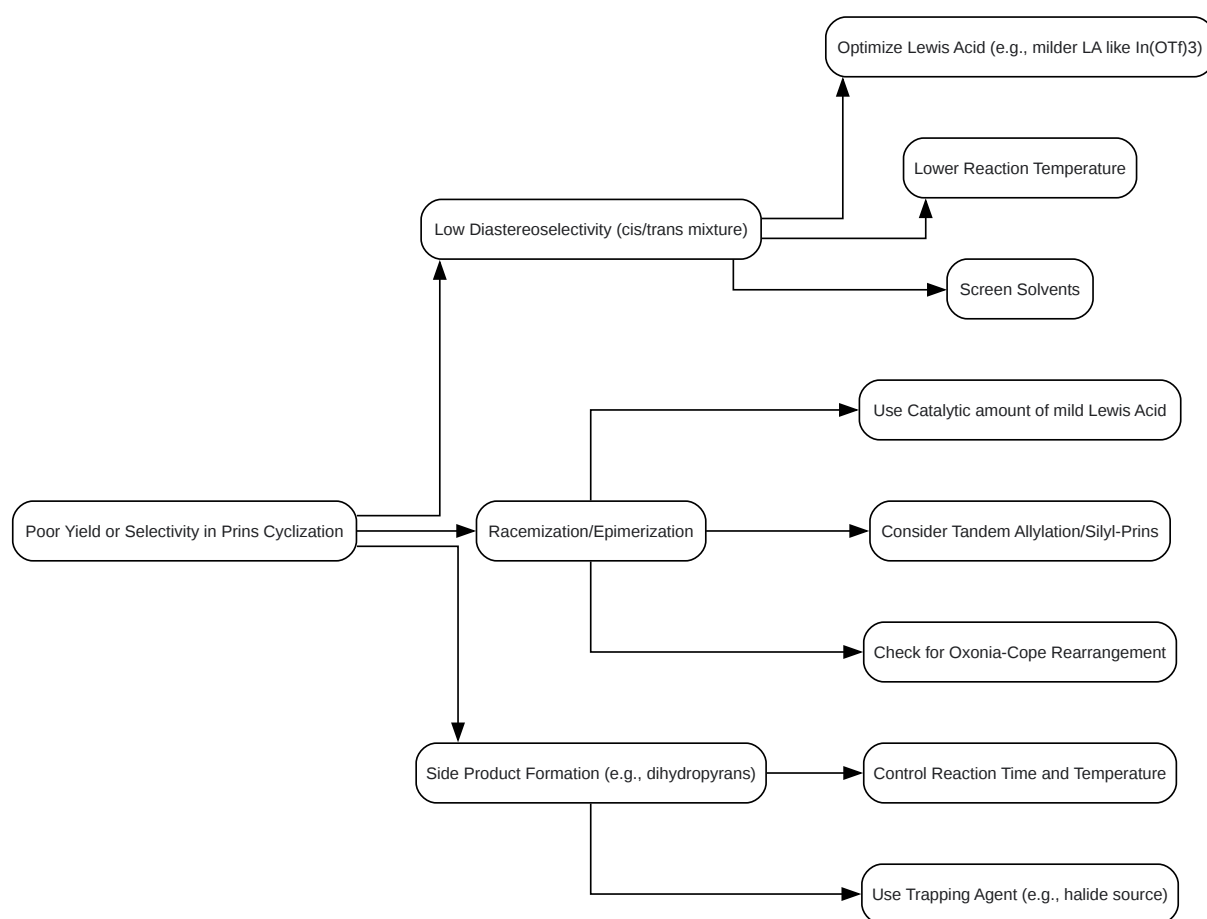 Optimize Lewis Acid (e.g., milder LA like In(OTf)3)
Lower Reaction Temperature
Low Diastereoselectivity (cis/trans mixture)
Screen Solvents
Use Catalytic amount of mild Lewis Acid
Poor Yield or Selectivity in Prins Cyclization
Racemization/Epimerization
Consider Tandem Allylation/Silyl-Prins
Check for Oxonia-Cope Rearrangement
Side Product Formation (e.g., dihydropyrans)
Control Reaction Time and Temperature
Use Trapping Agent (e.g., halide source)